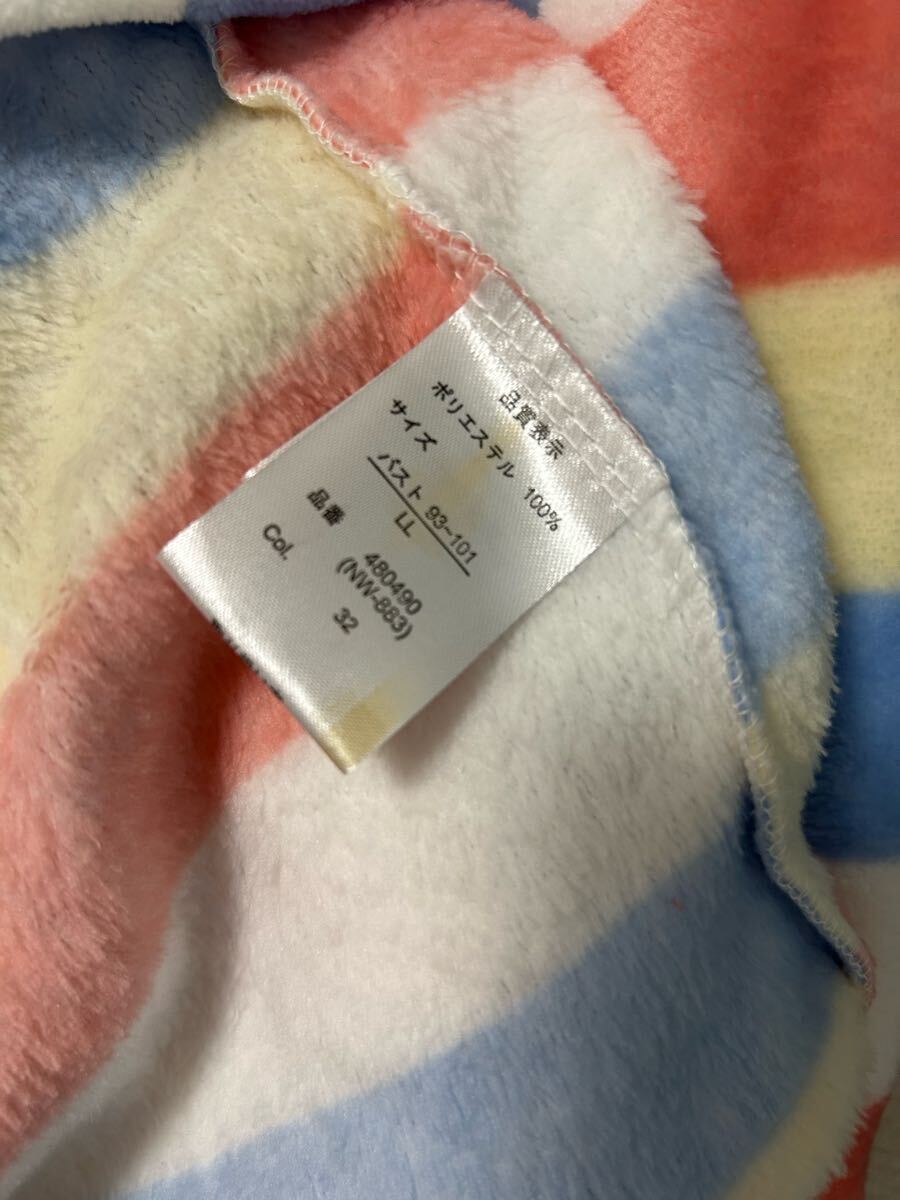 品質表示
ポリエステル 100%
サイズ
バスト 93~101
LL
品番 480490
(NW-883)
Col. 32